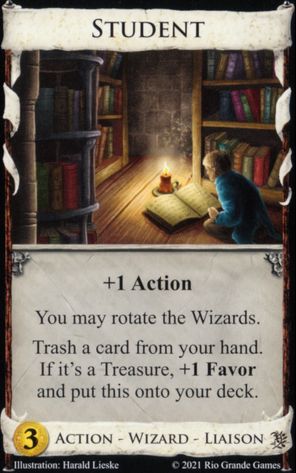 STUDENT
+1 Action
You may rotate the Wizards.
Trash a card from your hand.
If it's a Treasure, +1 Favor
and put this onto your deck.
3 ACTION - WIZARD - LIAISON
Illustration: Harald Lieske © 2021 Rio Grande Games